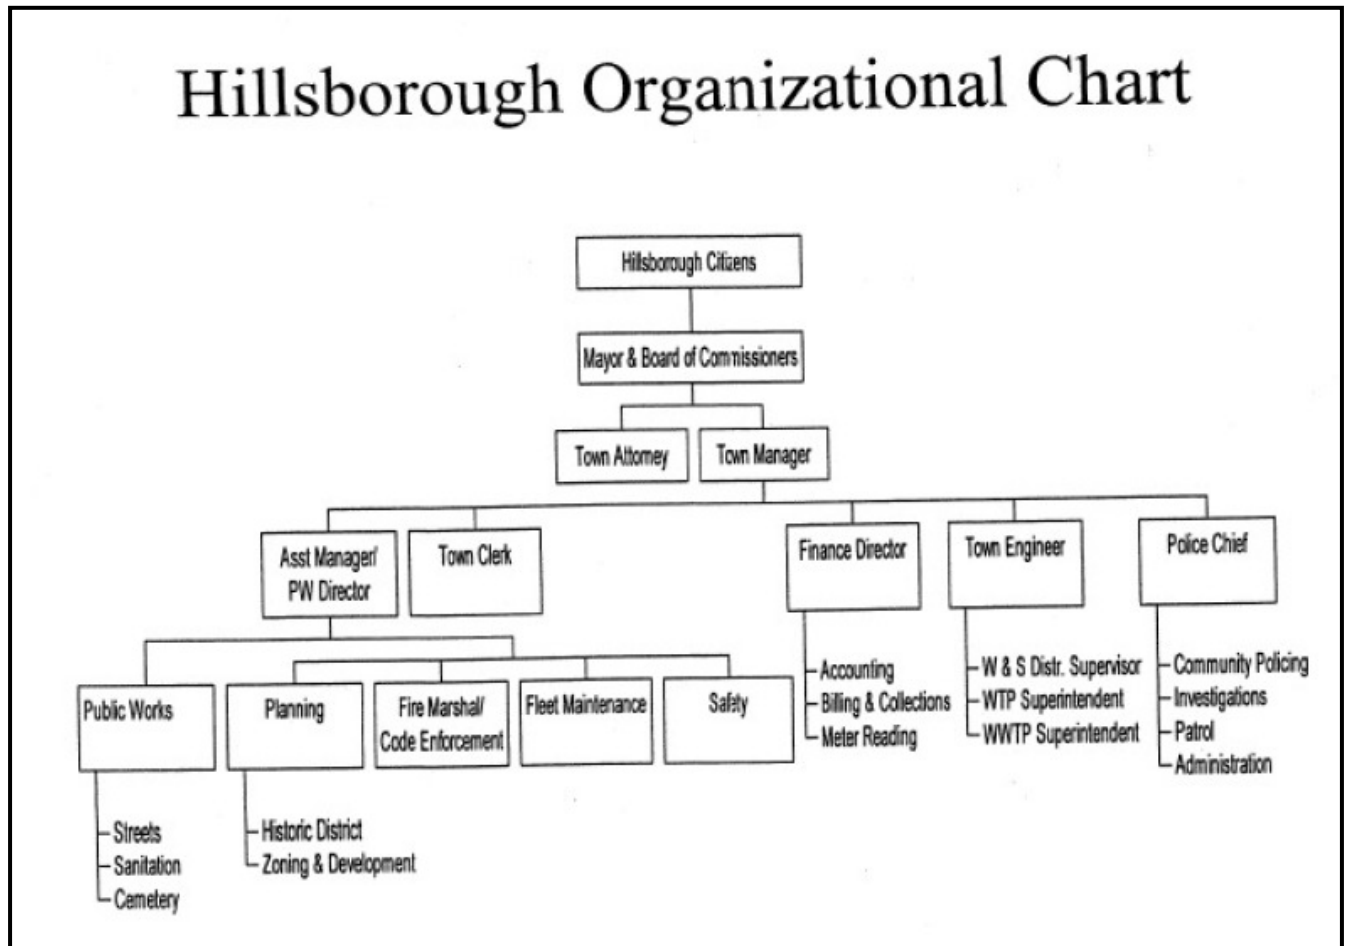 Hillsborough Organizational Chart
Hillsborough Citizens
Mayor & Board of Commissioners
Town Attorney
Town Manager
Asst Manager/
PW Director
Town Clerk
Finance Director
Town Engineer
Police Chief
Accounting
Billing & Collections
Meter Reading
W & S Distr. Supervisor
WTP Superintendent
WWTP Superintendent
Community Policing
Investigations
Patrol
Administration
Public Works
Planning
Fire Marshal/
Code Enforcement
Fleet Maintenance
Safety
Streets
Sanitation
Cemetery
Historic District
Zoning & Development